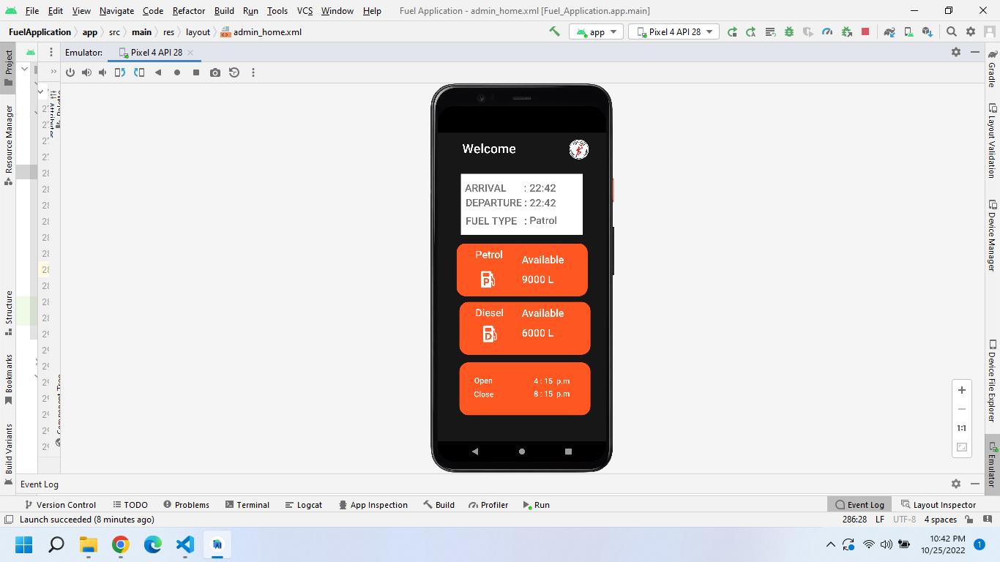 File Edit View Navigate Code Refactor Build Run Tools VCS Window Help Fuel Application - admin_home.xml [Fuel_Application.app.main]
FuelApplication app src main res layout admin_home.xml app Pixel 4 API 28
Emulator: Pixel 4 API 28
Project
Resource Manager
Structure
Bookmarks
Build Variants
Attributes
Component Tree
Welcome
ARRIVAL : 22:42
DEPARTURE : 22:42
FUEL TYPE : Patrol
Petrol Available
P 9000 L
Diesel Available
D 6000 L
Open 4 : 15 p.m
Close 8 : 15 p.m
Gradle
Layout Validation
Device Manager
Device File Explorer
Emulator
1:1
Event Log
Version Control TODO Problems Terminal Logcat App Inspection Build Profiler Run Event Log Layout Inspector
Launch succeeded (8 minutes ago) 286:28 LF UTF-8 4 spaces
10:42 PM
10/25/2022
1